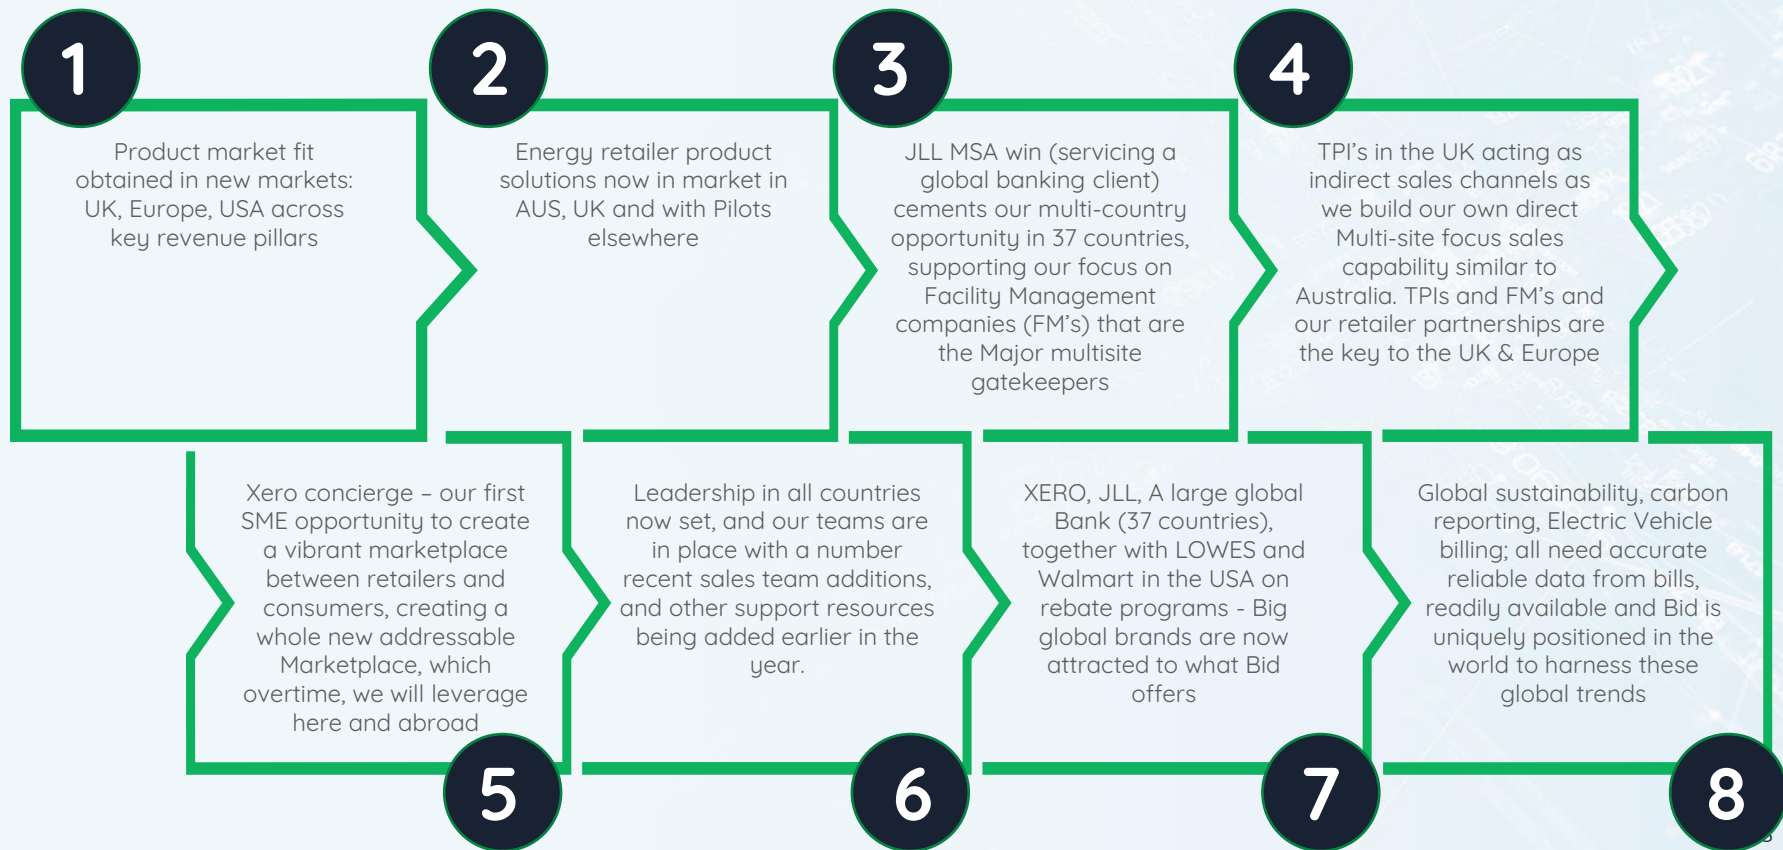 1
Product market fit
obtained in new markets:
UK, Europe, USA across
key revenue pillars
2
Energy retailer product
solutions now in market in
AUS, UK and with Pilots
elsewhere
3
JLL MSA win (servicing a
global banking client)
cements our multi-country
opportunity in 37 countries,
supporting our focus on
Facility Management
companies (FM's) that are
the Major multisite
gatekeepers
4
TPI's in the UK acting as
indirect sales channels as
we build our own direct
Multi-site focus sales
capability similar to
Australia. TPIs and FM's and
our retailer partnerships are
the key to the UK & Europe
Xero concierge – our first
SME opportunity to create
a vibrant marketplace
between retailers and
consumers, creating a
whole new addressable
Marketplace, which
overtime, we will leverage
here and abroad
5
Leadership in all countries
now set, and our teams are
in place with a number
recent sales team additions,
and other support resources
being added earlier in the
year.
6
XERO, JLL, A large global
Bank (37 countries),
together with LOWES and
Walmart in the USA on
rebate programs - Big
global brands are now
attracted to what Bid
offers
7
Global sustainability, carbon
reporting, Electric Vehicle
billing; all need accurate
reliable data from bills,
readily available and Bid is
uniquely positioned in the
world to harness these
global trends
8